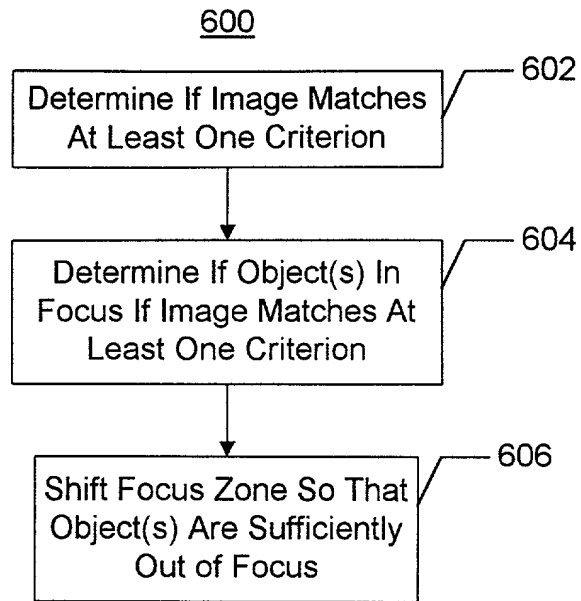 600
602
Determine If Image Matches
At Least One Criterion
604
Determine If Object(s) In
Focus If Image Matches At
Least One Criterion
606
Shift Focus Zone So That
Object(s) Are Sufficiently
Out of Focus